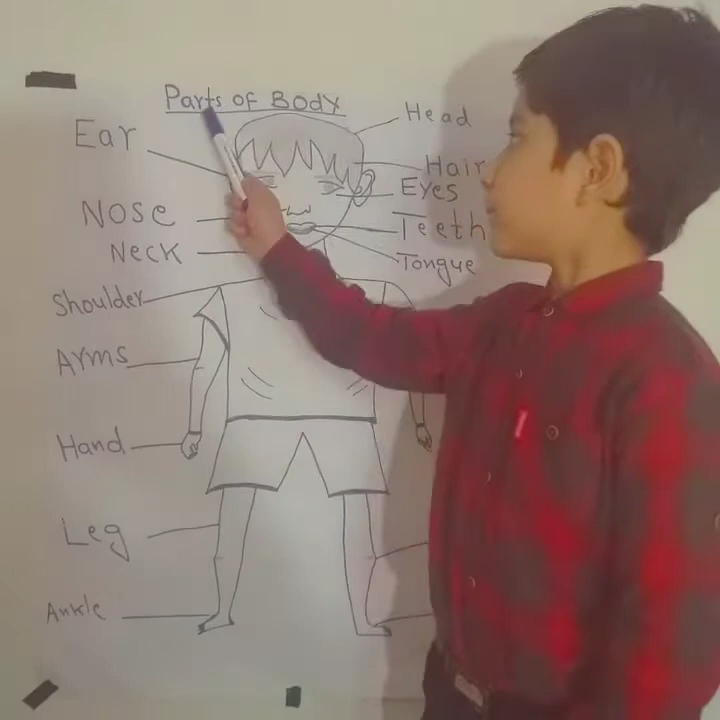 Parts of Body
Head
Ear
Hair
Eyes
Nose
Teeth
Neck
Tongue
Shoulder
Arms
Hand
Leg
Ankle